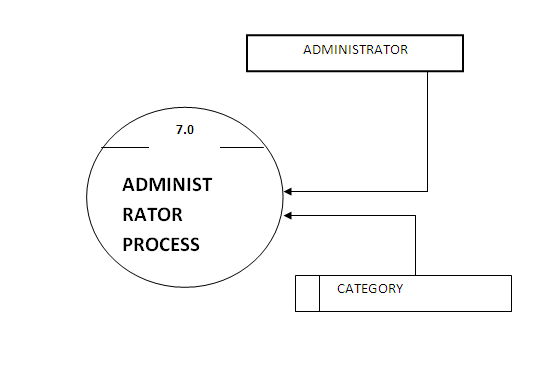 ADMINISTRATOR
7.0
ADMINIST
RATOR
PROCESS
CATEGORY